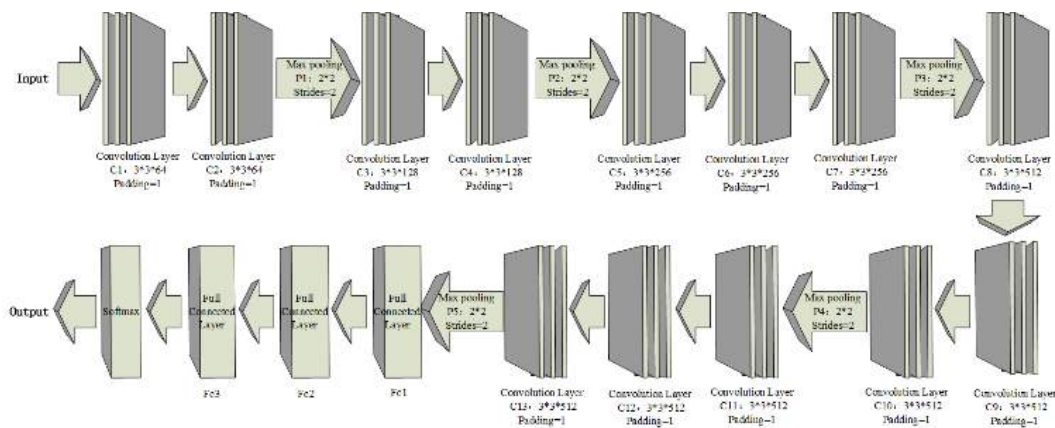 Input
Max pooling
P1: 2*2
Strides=2
Max pooling
P2: 2*2
Strides=2
Max pooling
P3: 2*2
Strides=2
Convolution Layer
C1: 3*3*64
Padding=1
Convolution Layer
C2: 3*3*64
Padding=1
Convolution Layer
C3: 3*3*128
Padding=1
Convolution Layer
C4: 3*3*128
Padding=1
Convolution Layer
C5: 3*3*256
Padding=1
Convolution Layer
C6: 3*3*256
Padding=1
Convolution Layer
C7: 3*3*256
Padding=1
Convolution Layer
C8: 3*3*512
Padding=1
Output
Softmax
Full
Connected
Layer
Fc3
Full
Connected
Layer
Fc2
Full
Connected
Layer
Fc1
Max pooling
P5: 2*2
Strides=2
Max pooling
P4: 2*2
Strides=2
Convolution Layer
C13: 3*3*512
Padding=1
Convolution Layer
C12: 3*3*512
Padding=1
Convolution Layer
C11: 3*3*512
Padding=1
Convolution Layer
C10: 3*3*512
Padding=1
Convolution Layer
C9: 3*3*512
Padding=1